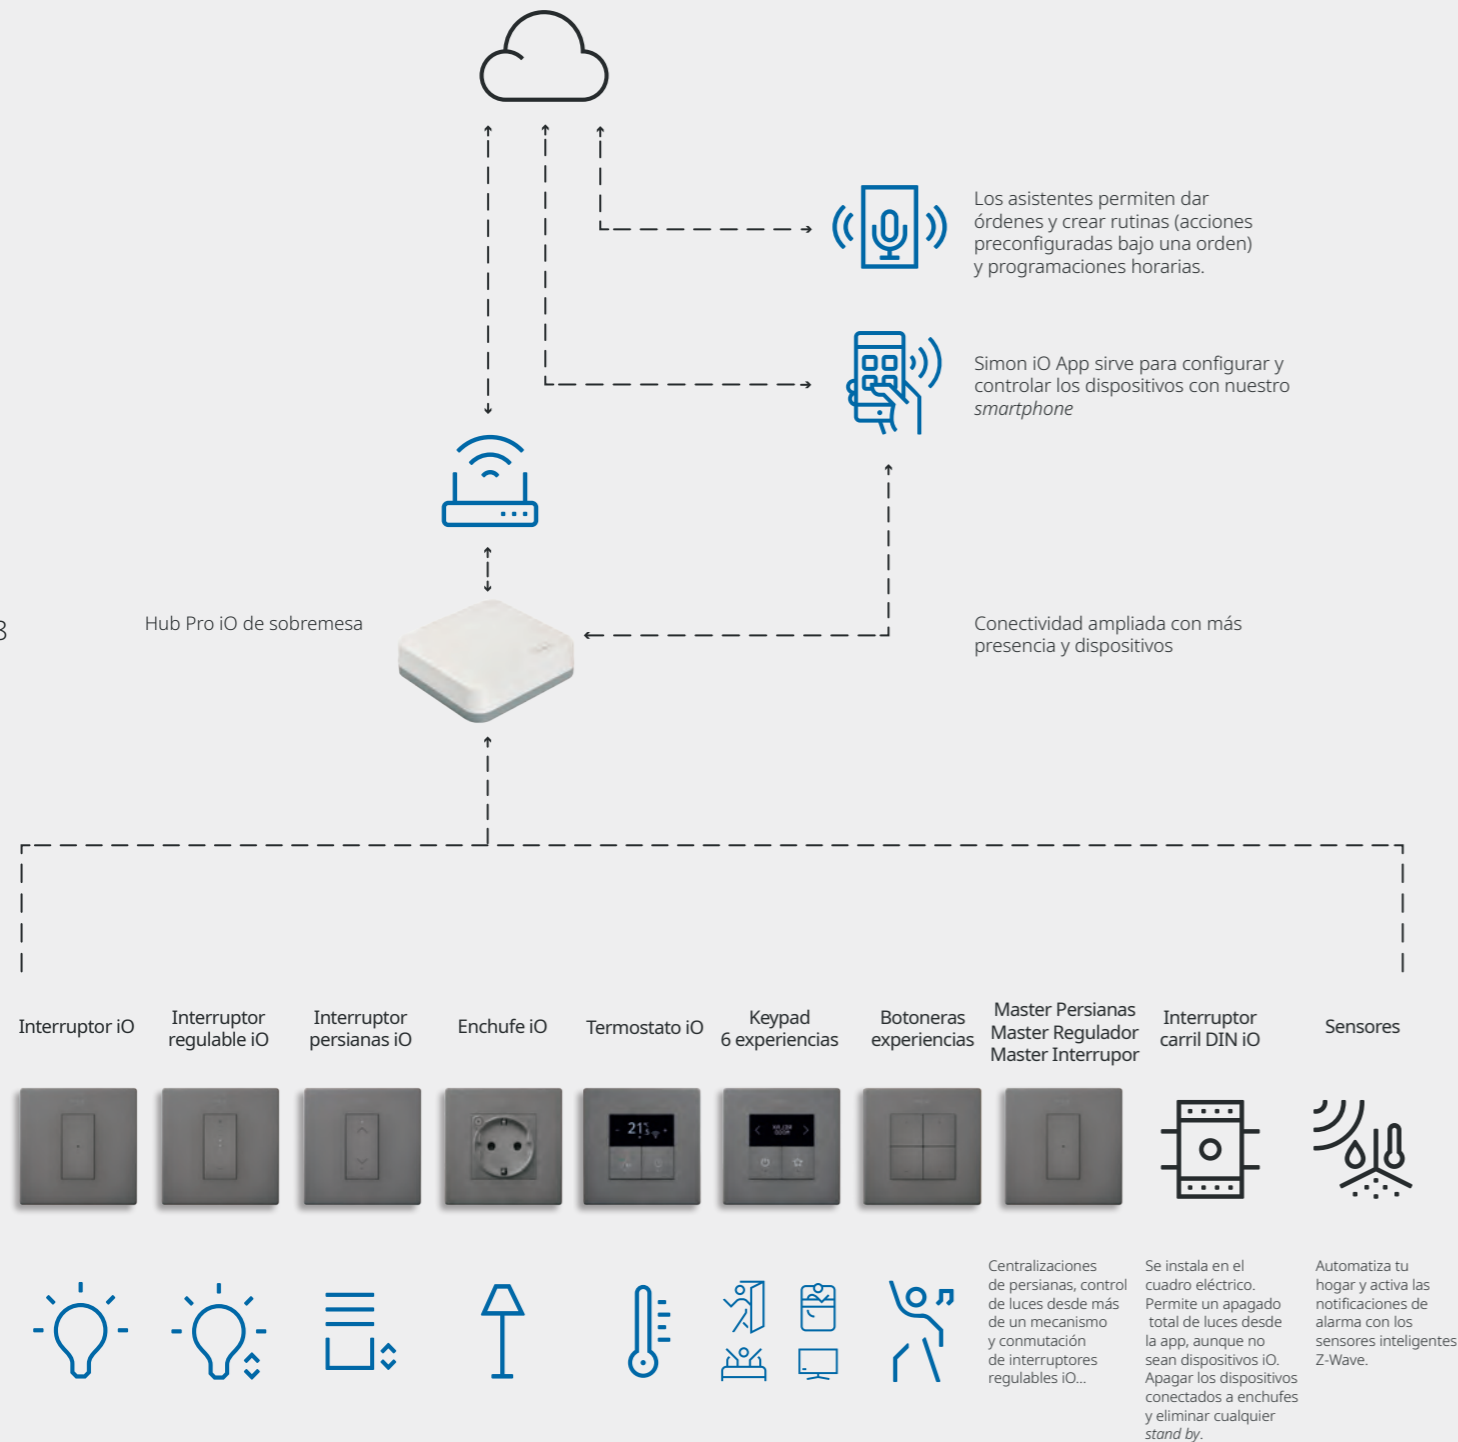 Los asistentes permiten dar
órdenes y crear rutinas (acciones
preconfiguradas bajo una orden)
y programaciones horarias.
Simon iO App sirve para configurar y
controlar los dispositivos con nuestro
smartphone
8
Hub Pro iO de sobremesa
Conectividad ampliada con más
presencia y dispositivos
Interruptor iO
Interruptor
regulable iO
Interruptor
persianas iO
Enchufe iO
Termostato iO
Keypad
6 experiencias
Botoneras
experiencias
Master Persianas
Master Regulador
Master Interrupor
Interruptor
carril DIN iO
Sensores
21
Centralizaciones
de persianas, control
de luces desde más
de un mecanismo
y conmutación
de interruptores
regulables iO...
Se instala en el
cuadro eléctrico.
Permite un apagado
total de luces desde
la app, aunque no
sean dispositivos iO.
Apagar los dispositivos
conectados a enchufes
y eliminar cualquier
stand by.
Automatiza tu
hogar y activa las
notificaciones de
alarma con los
sensores inteligentes
Z-Wave.